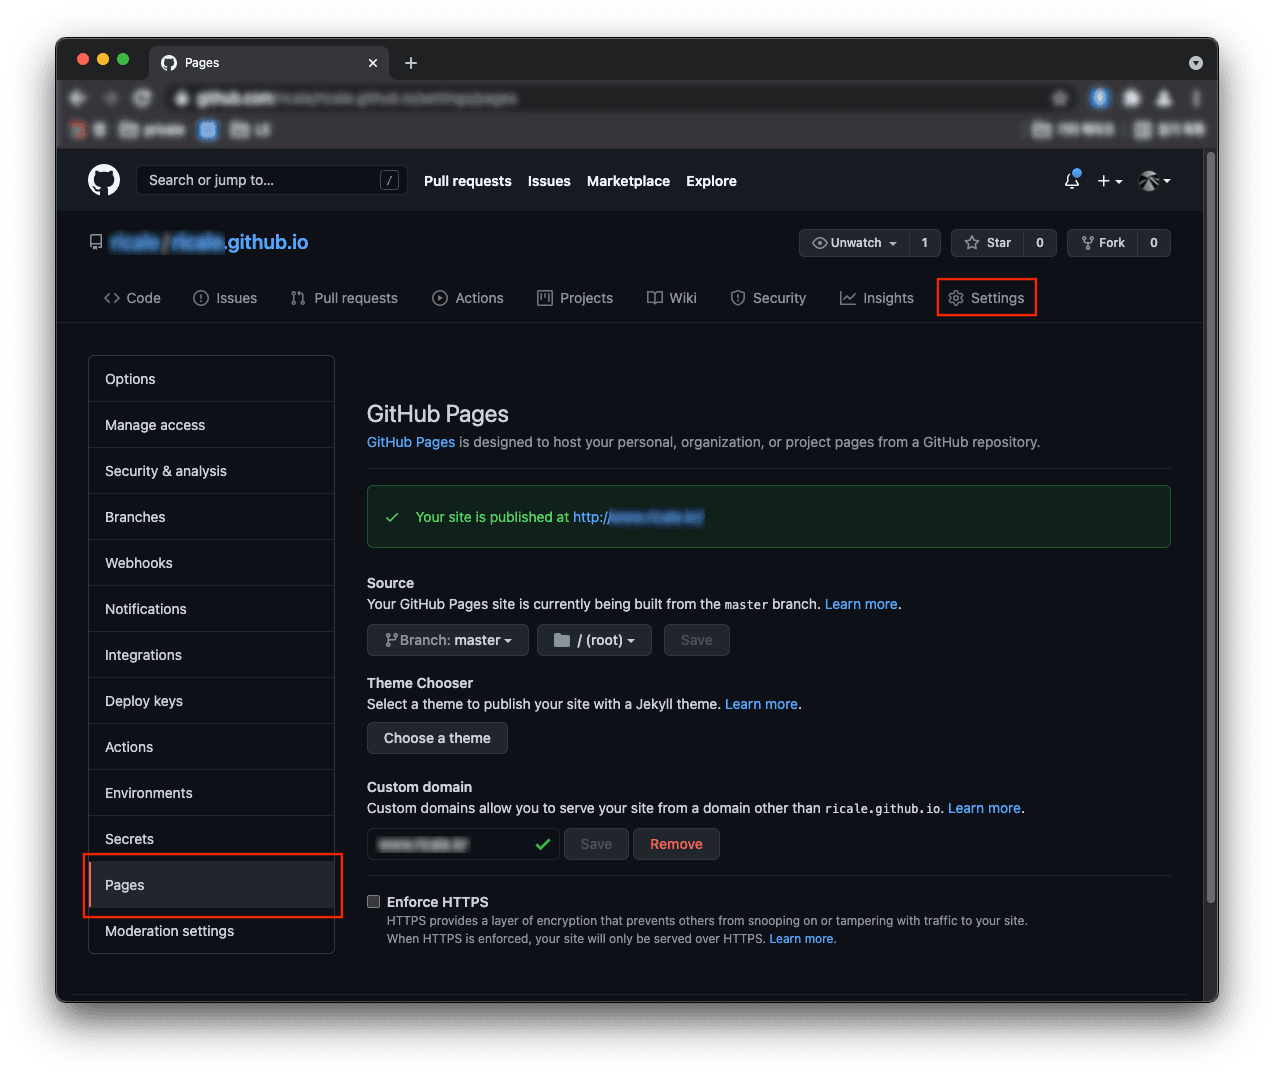 Pages
Search or jump to... /
Pull requests Issues Marketplace Explore
.github.io
Unwatch 1 Star 0 Fork 0
Code Issues Pull requests Actions Projects Wiki Security Insights Settings
Options
Manage access
Security & analysis
Branches
Webhooks
Notifications
Integrations
Deploy keys
Actions
Environments
Secrets
Pages
Moderation settings
GitHub Pages
GitHub Pages is designed to host your personal, organization, or project pages from a GitHub repository.
Your site is published at http://
Source
Your GitHub Pages site is currently being built from the master branch. Learn more.
Branch: master / (root) Save
Theme Chooser
Select a theme to publish your site with a Jekyll theme. Learn more.
Choose a theme
Custom domain
Custom domains allow you to serve your site from a domain other than ricale.github.io. Learn more.
Save Remove
Enforce HTTPS
HTTPS provides a layer of encryption that prevents others from snooping on or tampering with traffic to your site.
When HTTPS is enforced, your site will only be served over HTTPS. Learn more.